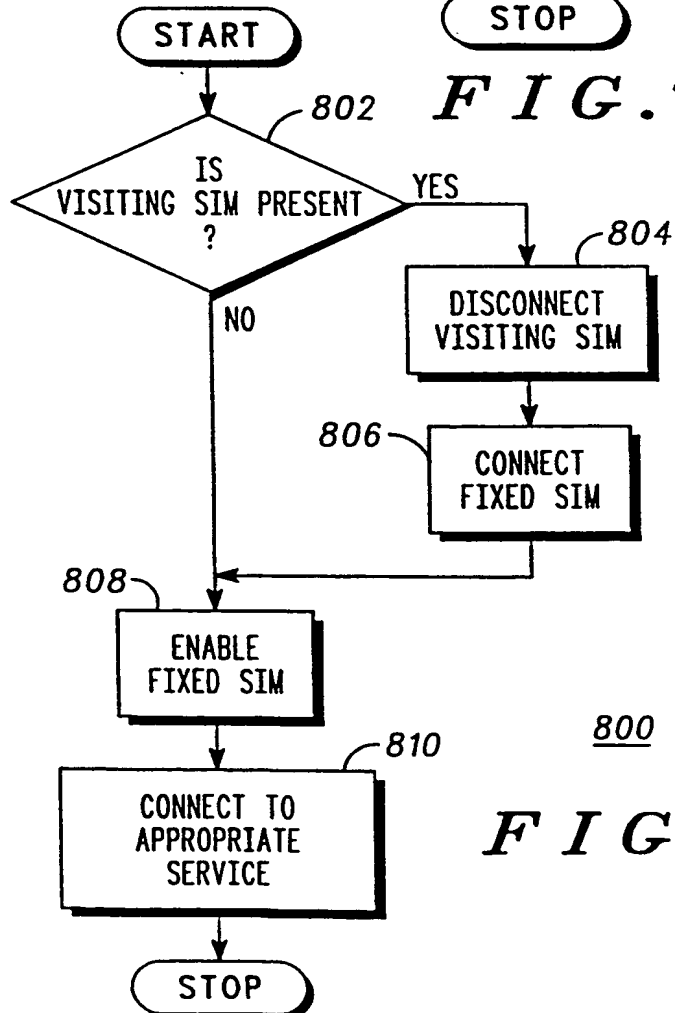 START
STOP
F I G.
802
IS
VISITING SIM PRESENT
?
YES
NO
804
DISCONNECT
VISITING SIM
806
CONNECT
FIXED SIM
808
ENABLE
FIXED SIM
810
CONNECT TO
APPROPRIATE
SERVICE
800
F I G
STOP